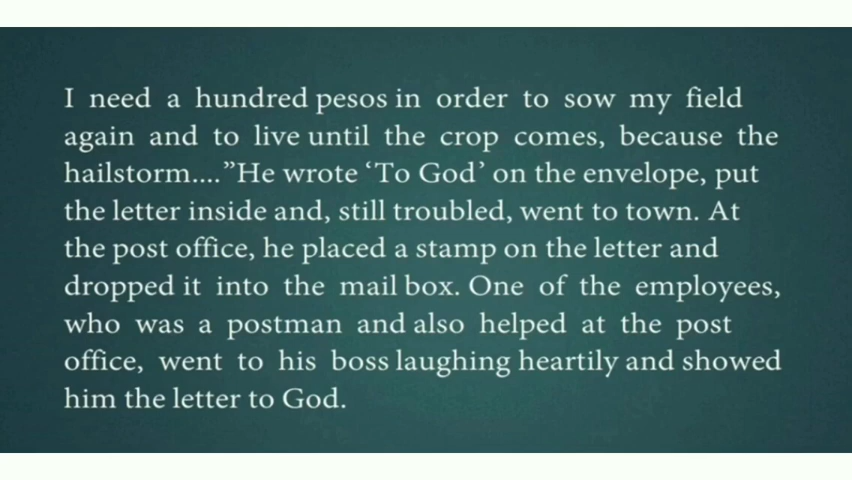 I need a hundred pesos in order to sow my field
again and to live until the crop comes, because the
hailstorm....”He wrote ‘To God’ on the envelope, put
the letter inside and, still troubled, went to town. At
the post office, he placed a stamp on the letter and
dropped it into the mail box. One of the employees,
who was a postman and also helped at the post
office, went to his boss laughing heartily and showed
him the letter to God.